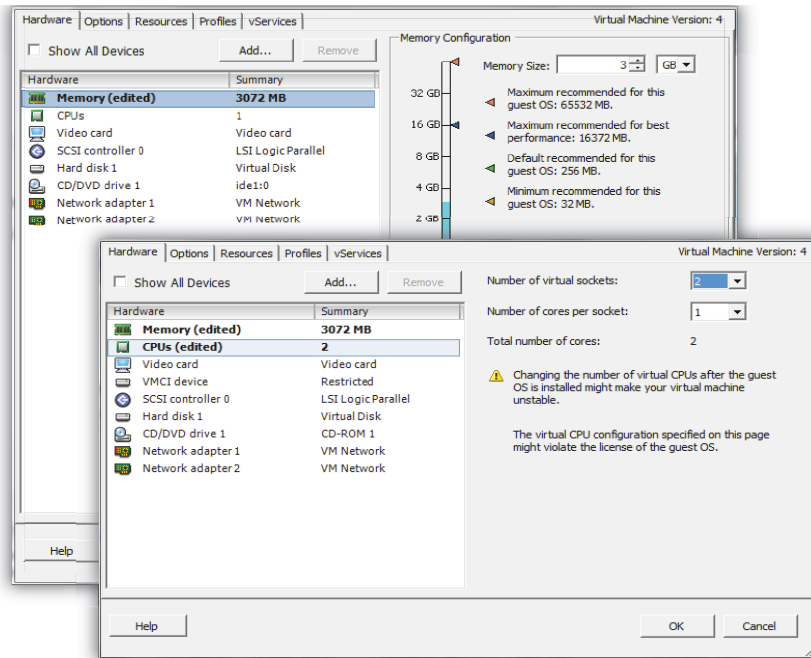 Hardware Options Resources Profiles vServices Virtual Machine Version: 4
Show All Devices Add... Remove
Hardware Summary
Memory (edited) 3072 MB
CPUs 1
Video card Video card
SCSI controller 0 LSI Logic Parallel
Hard disk 1 Virtual Disk
CD/DVD drive 1 ide1:0
Network adapter 1 VM Network
Network adapter 2 VM Network
Memory Configuration
Memory Size: 3 GB
32 GB
16 GB
8 GB
4 GB
2 GB
Maximum recommended for this
guest OS: 65532 MB.
Maximum recommended for best
performance: 16372 MB.
Default recommended for this
guest OS: 256 MB.
Minimum recommended for this
guest OS: 32 MB.
Help
Hardware Options Resources Profiles vServices Virtual Machine Version: 4
Show All Devices Add... Remove
Hardware Summary
Memory (edited) 3072 MB
CPUs (edited) 2
Video card Video card
VMCI device Restricted
SCSI controller 0 LSI Logic Parallel
Hard disk 1 Virtual Disk
CD/DVD drive 1 CD-ROM 1
Network adapter 1 VM Network
Network adapter 2 VM Network
Number of virtual sockets: 2
Number of cores per socket: 1
Total number of cores: 2
Changing the number of virtual CPUs after the guest
OS is installed might make your virtual machine
unstable.
The virtual CPU configuration specified on this page
might violate the license of the guest OS.
Help OK Cancel